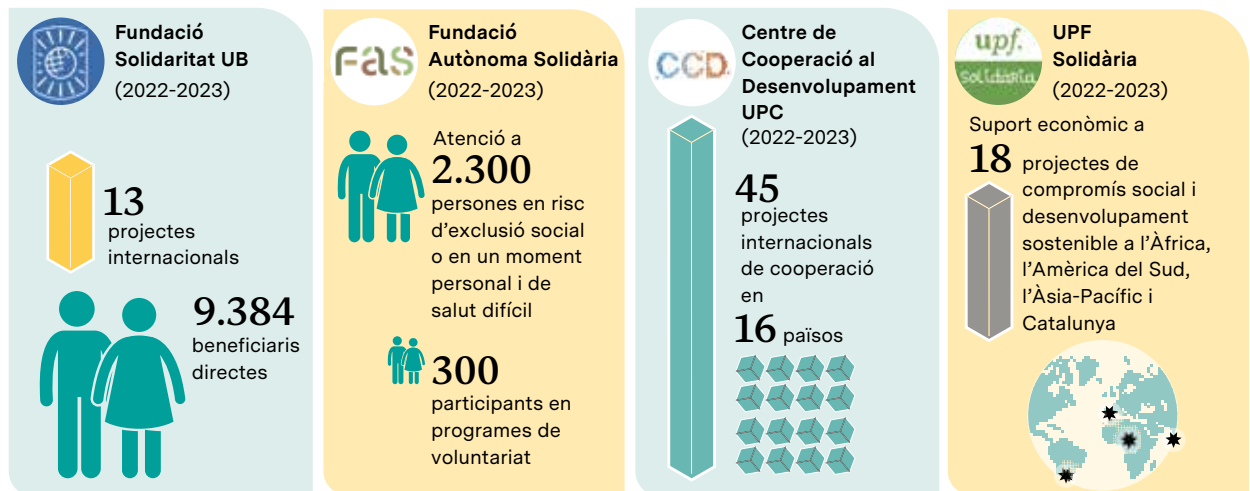 Fundació
Solidaritat UB
(2022-2023)
13
projectes
internacionals
9.384
beneficiaris
directes
Fas
Fundació
Autònoma Solidària
(2022-2023)
Atenció a
2.300
persones en risc
d'exclusió social
o en un moment
personal i de
salut difícil
300
participants en
programes de
voluntariat
CCD
Centre de
Cooperació al
Desenvolupament
UPC
(2022-2023)
45
projectes
internacionals
de cooperació
en
16 països
upf.
solidària
UPF
Solidària
(2022-2023)
Suport econòmic a
18 projectes de
compromís social i
desenvolupament
sostenible a l'Àfrica,
l'Amèrica del Sud,
l'Àsia-Pacífic i
Catalunya